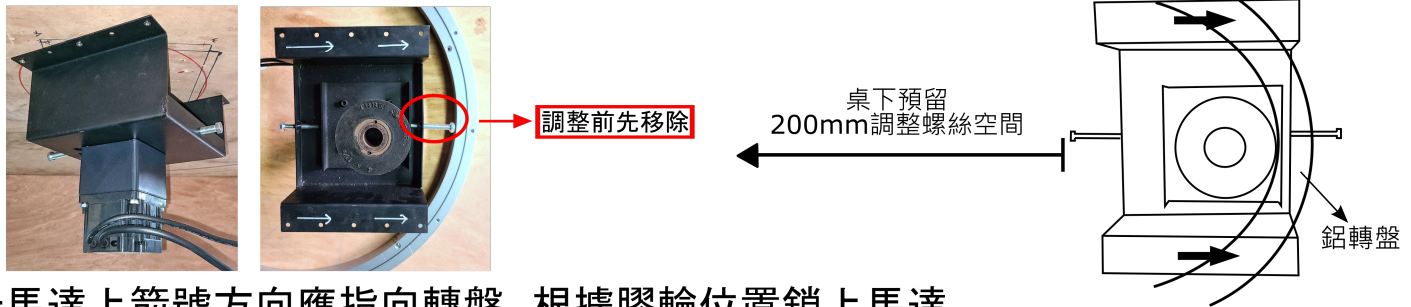 調整前先移除
桌下預留
200mm調整螺絲空間
鋁轉盤
馬達上箭號方向應指向轉盤 根據膠輪位置鎖上馬達